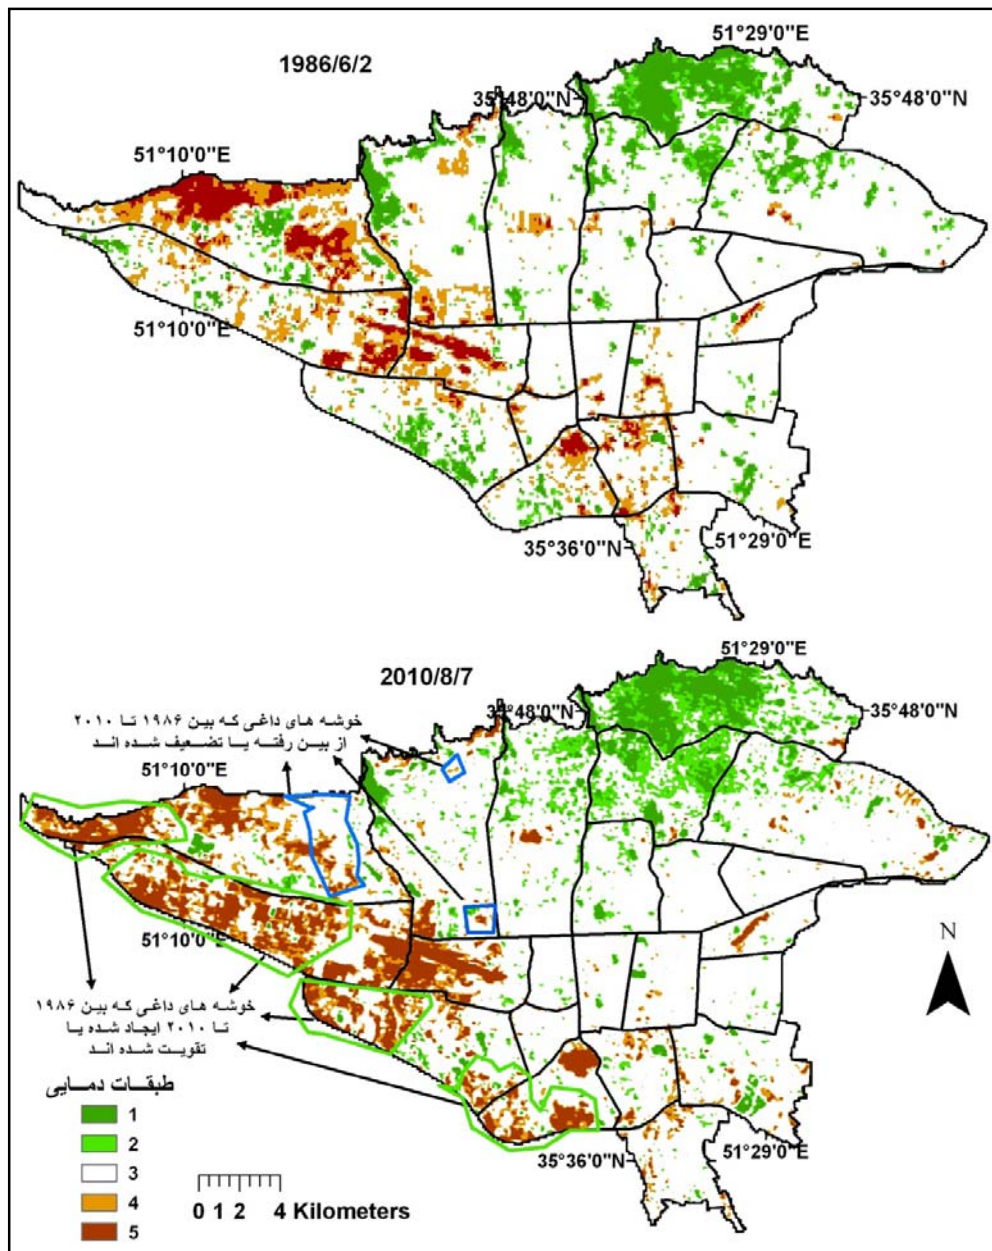 1986/6/2
51°29'0"E
35°48'0"N
35°48'0"N
51°10'0"E
51°10'0"E
35°36'0"N
51°29'0"E
2010/8/7
51°29'0"E
35°48'0"N
35°48'0"N
خوشه های داغی که بین ۱۹۸۶ تا ۲۰۱۰
از بین رفته یا تضعیف شده اند
51°10'0"E
51°10'0"E
N
خوشه های داغی که بین ۱۹۸۶
تا ۲۰۱۰ ایجاد شده یا
تقویت شده اند
35°36'0"N
51°29'0"E
طبقات دمایی
1
2
3
4
5
0 1 2 4 Kilometers